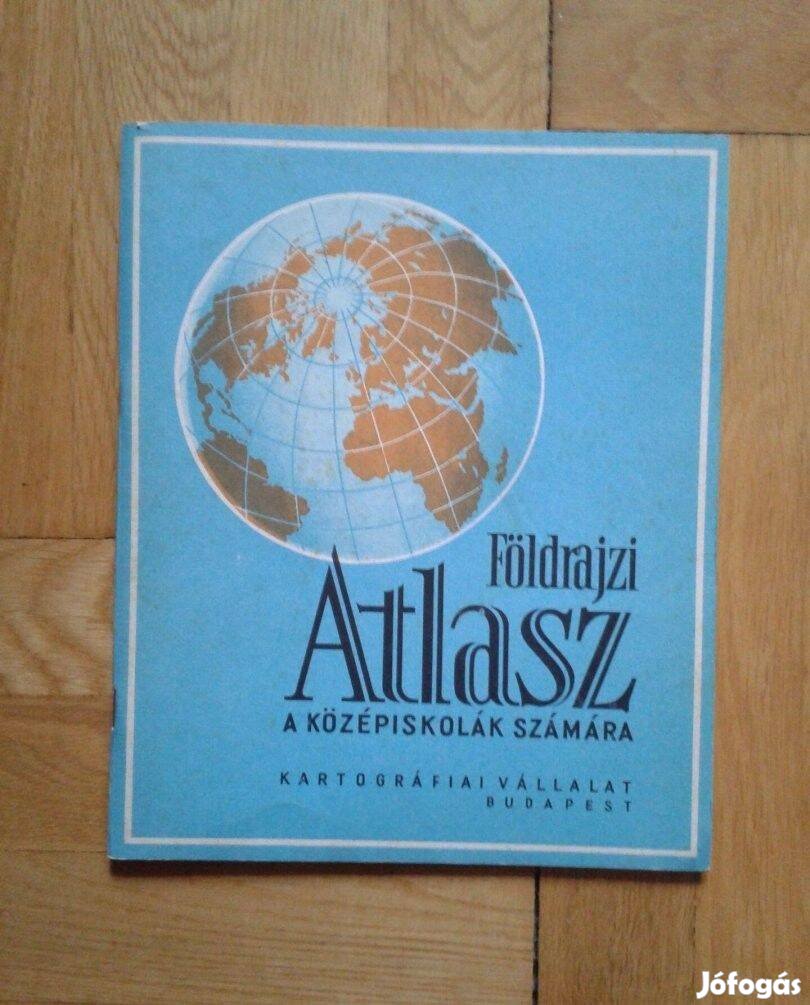 Földrajzi
Atlasz
A KÖZÉPISKOLÁK SZÁMÁRA
KARTOGRÁFIAI VÁLLALAT
BUDAPEST
Jófogás